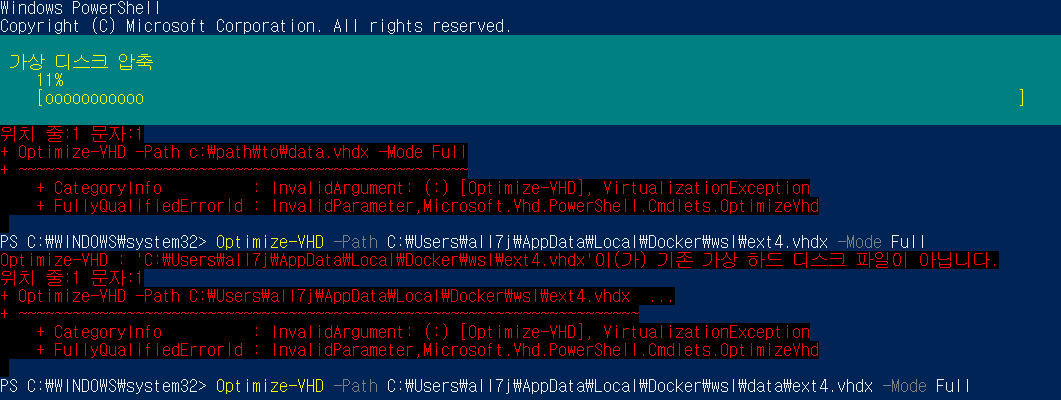 Windows PowerShell
Copyright (C) Microsoft Corporation. All rights reserved.
가상 디스크 압축
11%
[ooooooooooo ]
위치 줄:1 문자:1
+ Optimize-VHD -Path c:₩path₩to₩data.vhdx -Mode Full
+ ~~~~~~~~~~~~~~~~~~~~~~~~~~~~~~~~~~~~~~~~~~~~~~~~~~
+ CategoryInfo : InvalidArgument: (:) [Optimize-VHD], VirtualizationException
+ FullyQualifiedErrorId : InvalidParameter,Microsoft.Vhd.PowerShell.Cmdlets.OptimizeVhd
PS C:₩WINDOWS₩system32> Optimize-VHD -Path C:₩Users₩all7j₩AppData₩Local₩Docker₩wsl₩ext4.vhdx -Mode Full
Optimize-VHD : 'C:₩Users₩all7j₩AppData₩Local₩Docker₩wsl₩ext4.vhdx'이(가) 기존 가상 하드 디스크 파일이 아닙니다.
위치 줄:1 문자:1
+ Optimize-VHD -Path C:₩Users₩all7j₩AppData₩Local₩Docker₩wsl₩ext4.vhdx ...
+ ~~~~~~~~~~~~~~~~~~~~~~~~~~~~~~~~~~~~~~~~~~~~~~~~~~~~~~~~~~~~~~~~~~~~~
+ CategoryInfo : InvalidArgument: (:) [Optimize-VHD], VirtualizationException
+ FullyQualifiedErrorId : InvalidParameter,Microsoft.Vhd.PowerShell.Cmdlets.OptimizeVhd
PS C:₩WINDOWS₩system32> Optimize-VHD -Path C:₩Users₩all7j₩AppData₩Local₩Docker₩wsl₩data₩ext4.vhdx -Mode Full